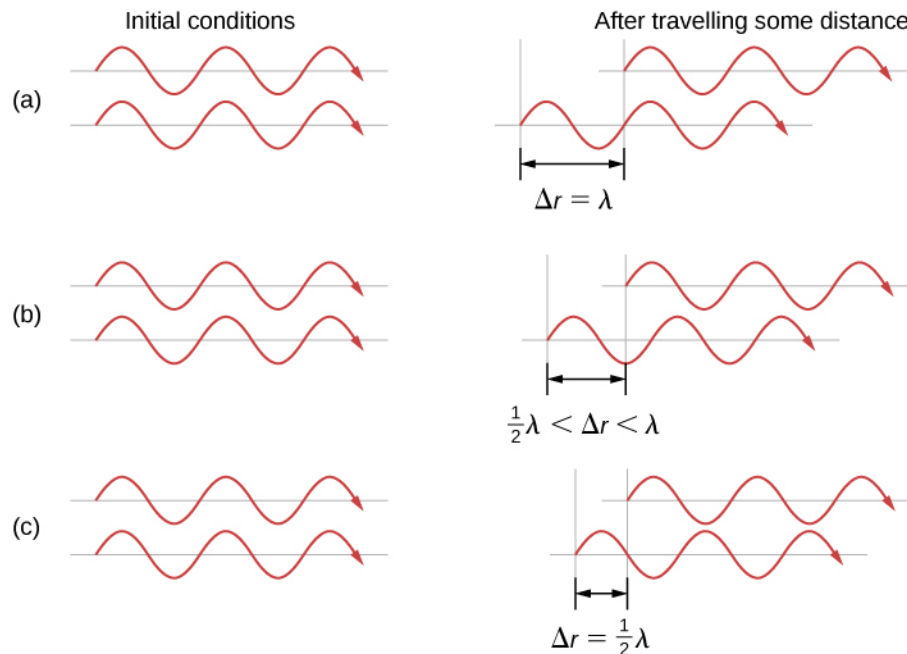 Initial conditions After travelling some distance
(a)
Δr = λ
(b)
½λ < Δr < λ
(c)
Δr = ½λ